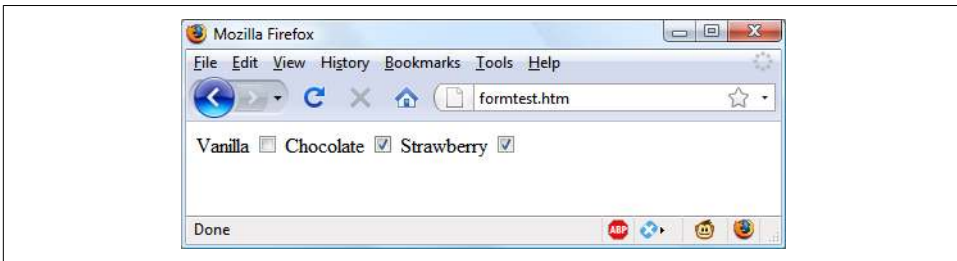 Mozilla Firefox
File Edit View History Bookmarks Tools Help
formtest.htm
Vanilla Chocolate Strawberry
Done
ABP